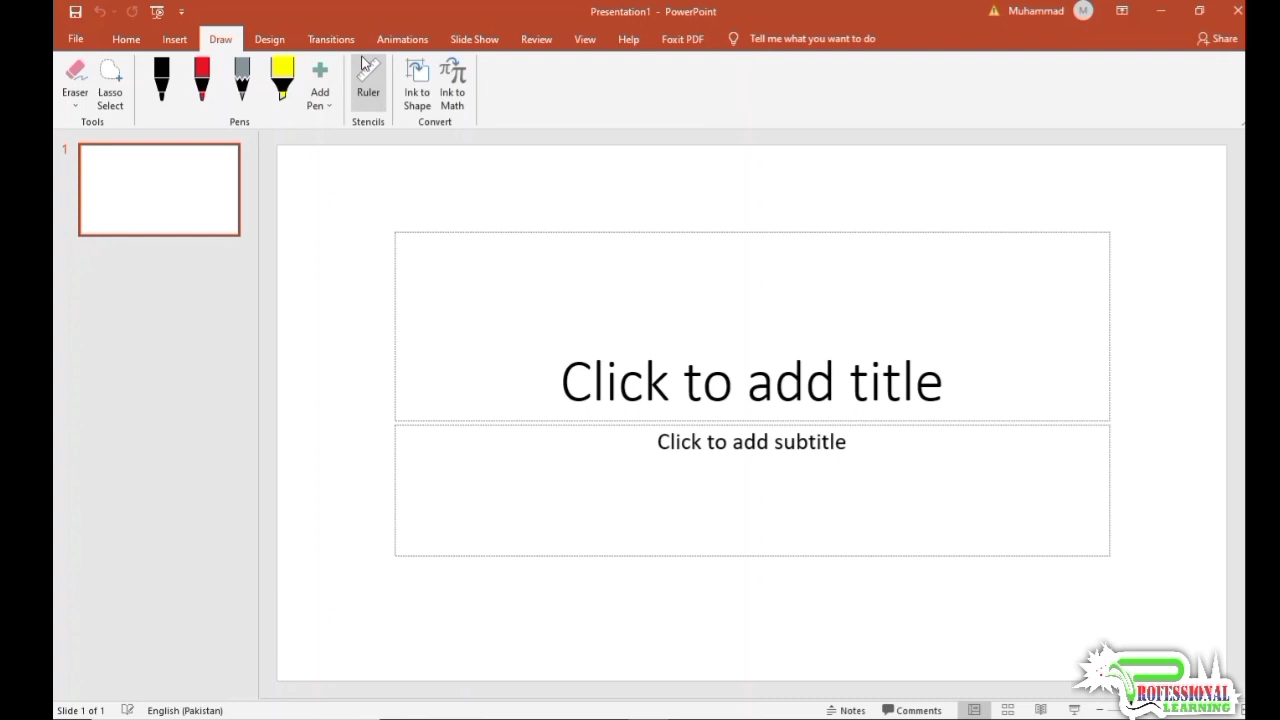 Presentation1 - PowerPoint
Muhammad M
File Home Insert Draw Design Transitions Animations Slide Show Review View Help Foxit PDF Tell me what you want to do Share
Eraser
Lasso Select
Add Pen
Ruler
Ink to Shape
Ink to Math
Tools Pens Stencils Convert
1
Click to add title
Click to add subtitle
Slide 1 of 1 English (Pakistan) Notes Comments
PROFESSIONAL
LEARNING